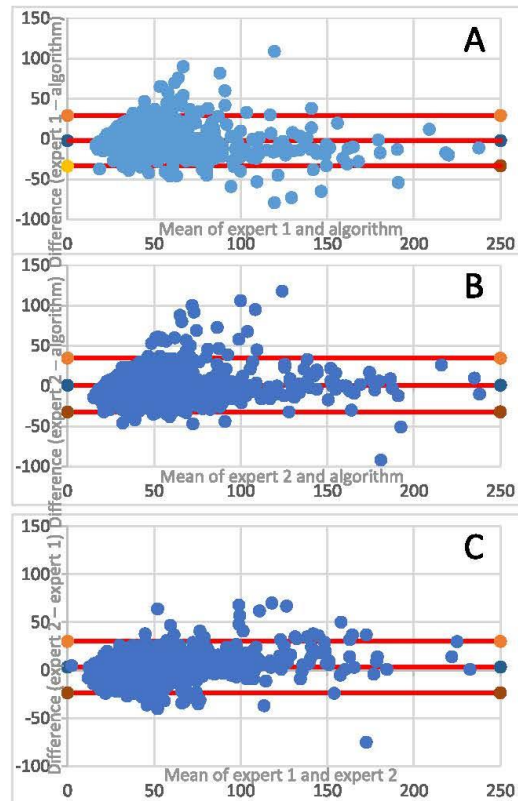 A
150
100
50
0
-50
-100
0 50 100 150 200 250
Difference (expert 1 – algorithm)
Mean of expert 1 and algorithm
B
150
100
50
0
-50
-100
0 50 100 150 200 250
Difference (expert 2 – algorithm)
Mean of expert 2 and algorithm
C
150
100
50
0
-50
-100
0 50 100 150 200 250
Difference (expert 2 – expert 1)
Mean of expert 1 and expert 2